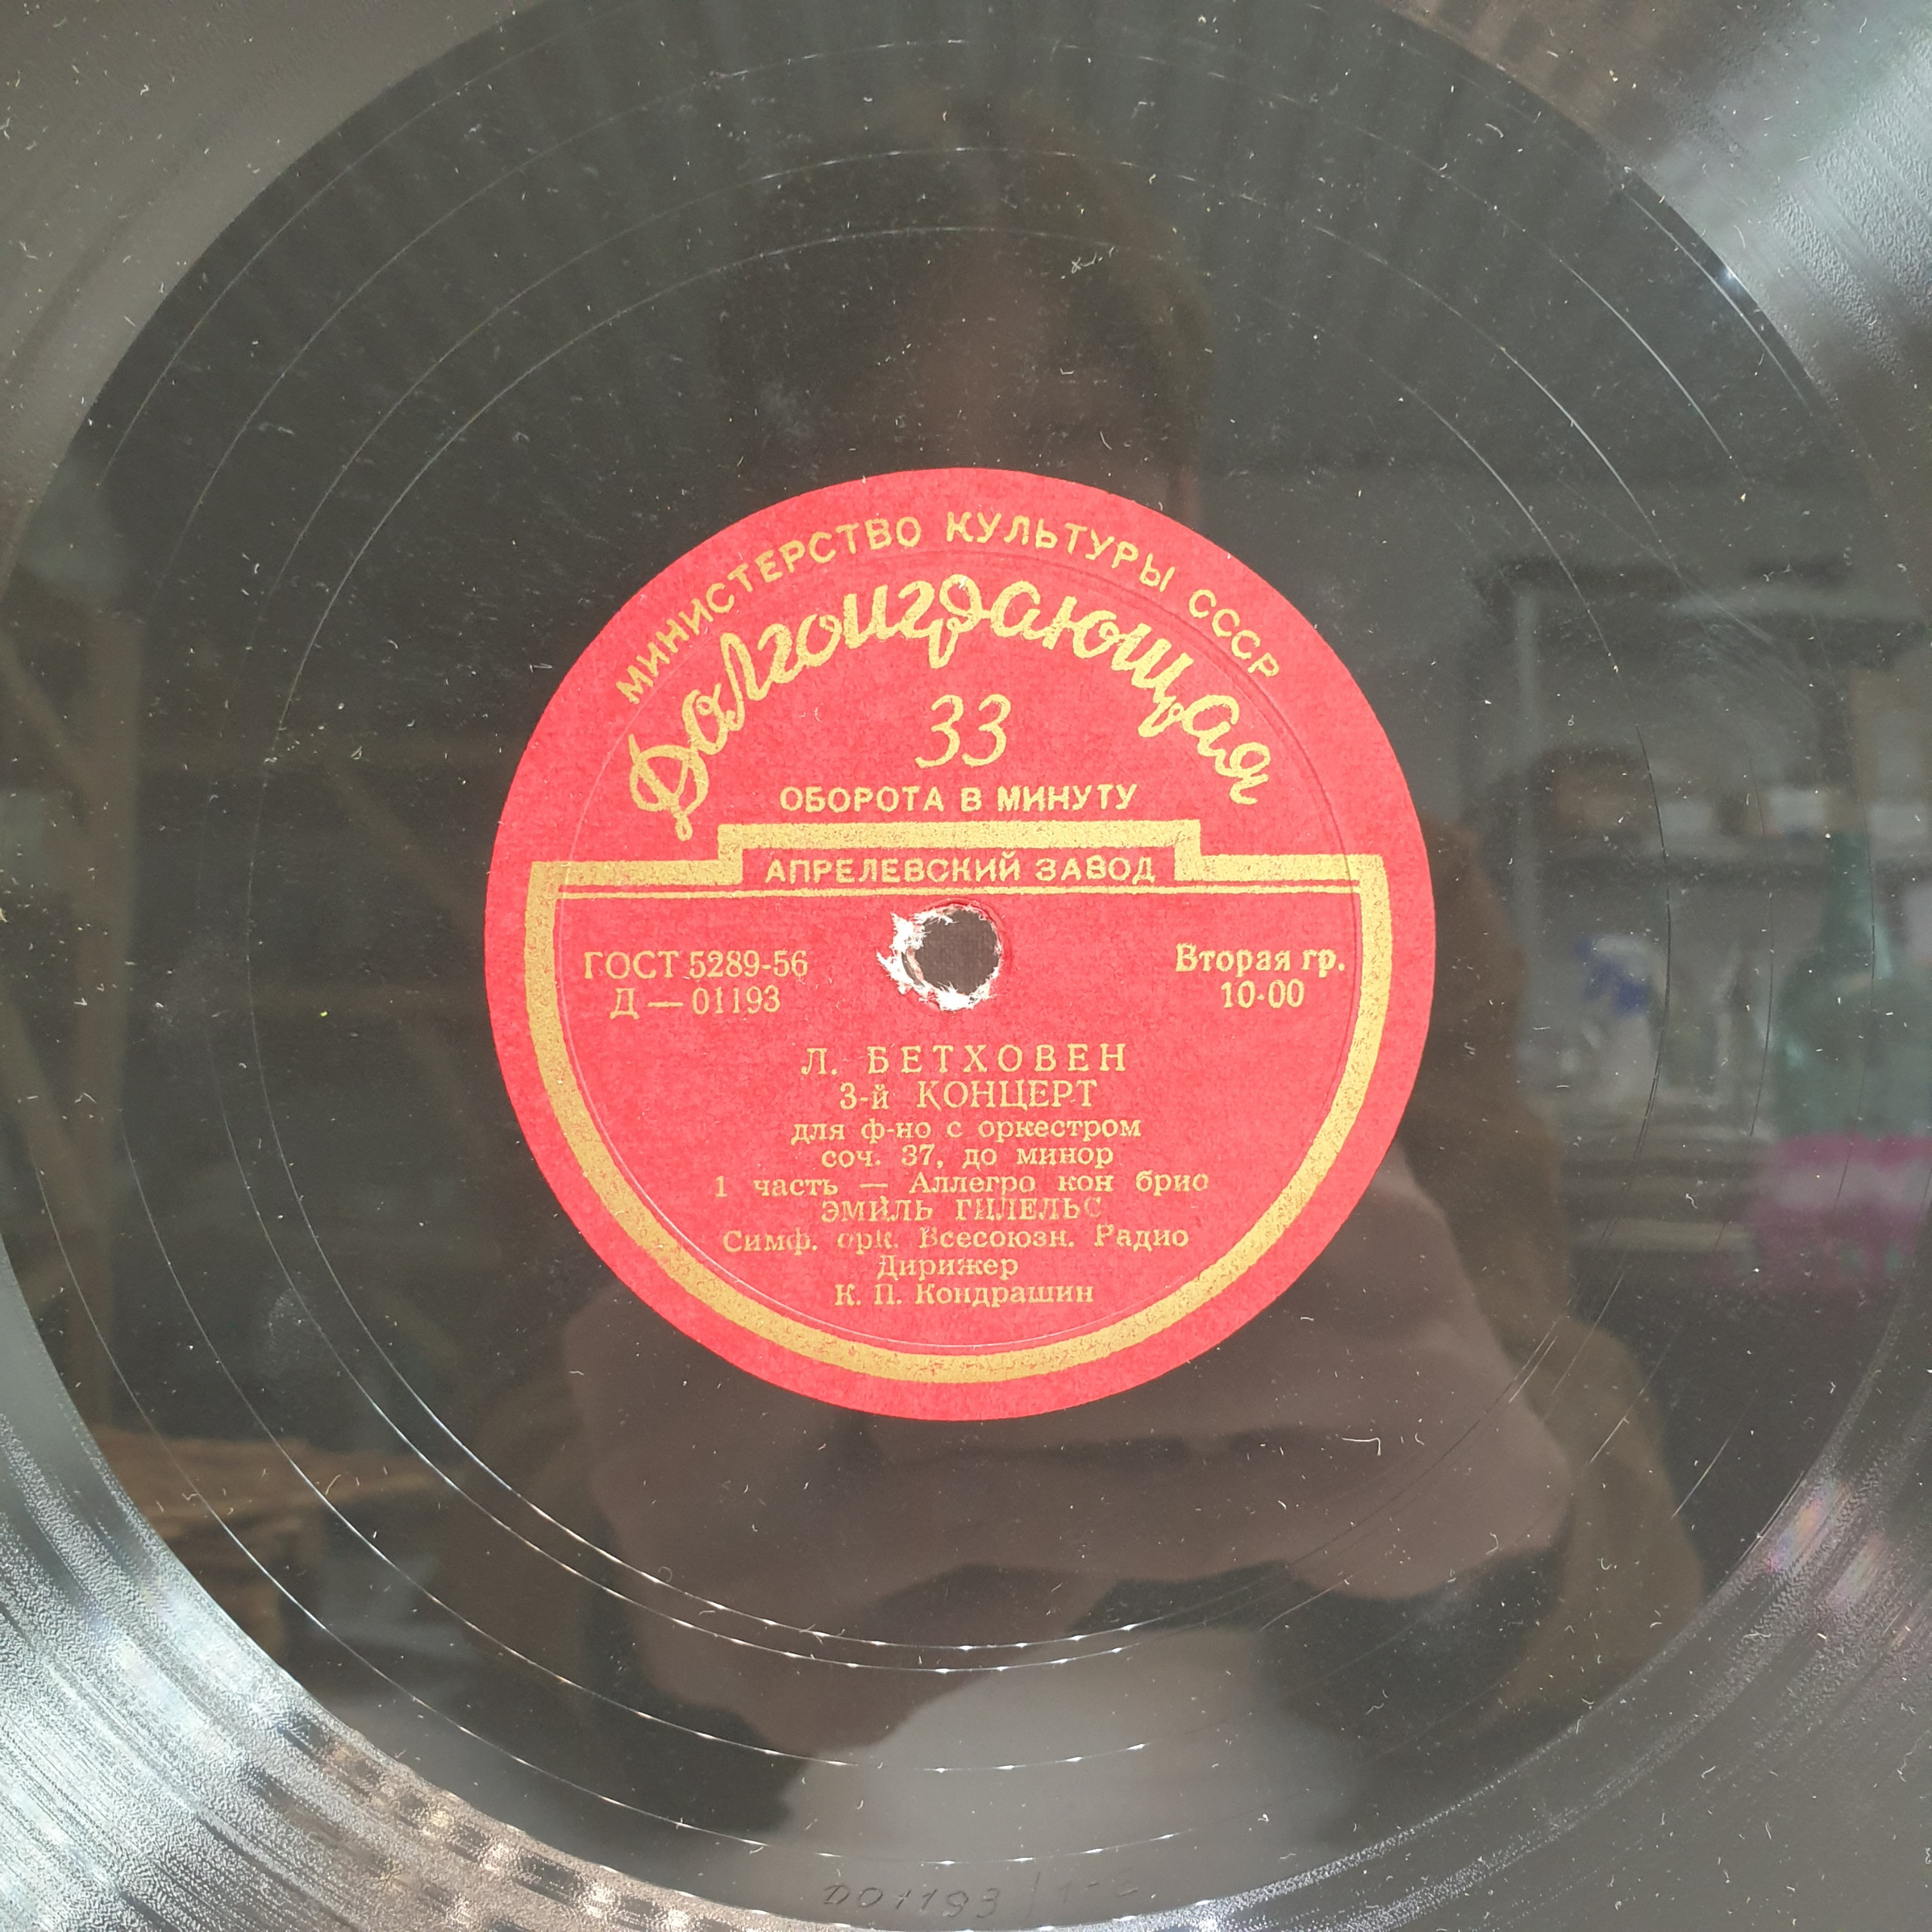 МИНИСТЕРСТВО КУЛЬТУРЫ СССР
Долгоиграющая
33
ОБОРОТА В МИНУТУ
АПРЕЛЕВСКИЙ ЗАВОД
ГОСТ 5289-56
Д — 01193
Вторая гр.
10-00
Л. БЕТХОВЕН
3-й КОНЦЕРТ
для ф-но с оркестром
соч. 37, до минор
1 часть — Аллегро кон брио
ЭМИЛЬ ГИЛЕЛЬС
Симф. орк. Всесоюзн. Радио
Дирижер
К. П. Кондрашин
Д01193 / 1-2